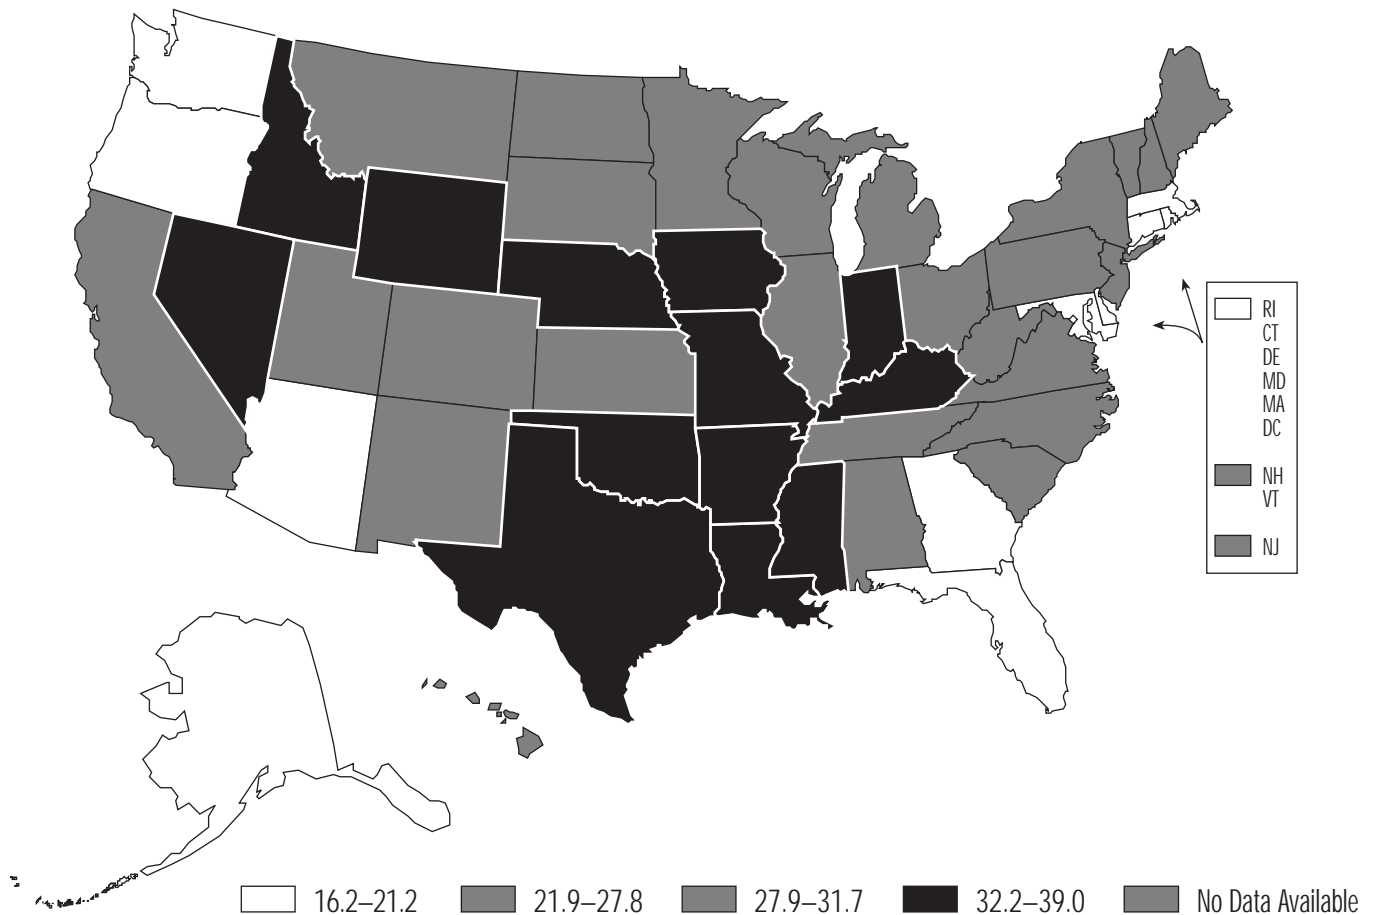 RI
CT
DE
MD
MA
DC
NH
VT
NJ
16.2–21.2 21.9–27.8 27.9–31.7 32.2–39.0 No Data Available